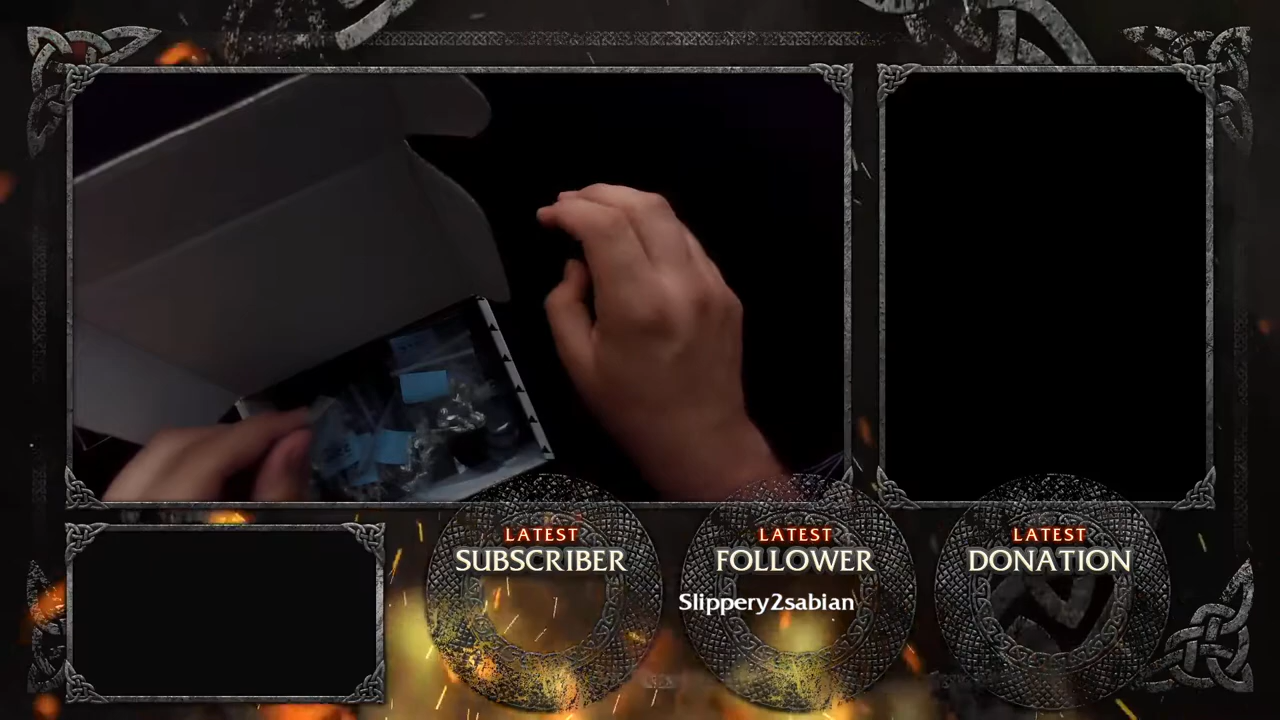 LATEST
SUBSCRIBER
LATEST
FOLLOWER
Slippery2sabian
LATEST
DONATION